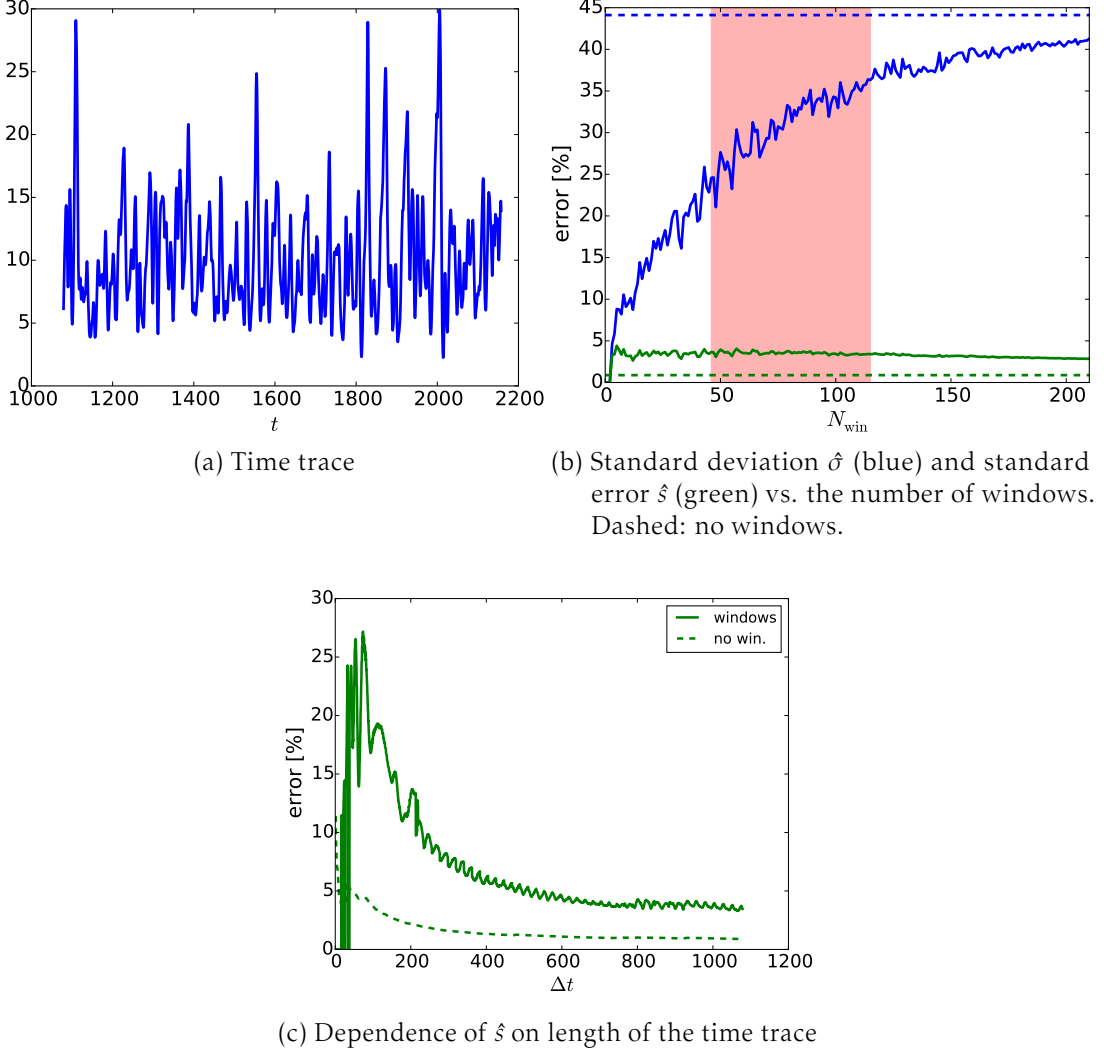 30
25
20
15
10
5
0
1000 1200 1400 1600 1800 2000 2200
t
(a) Time trace
45
40
35
30
25
20
15
10
5
0
error [%]
0 50 100 150 200
N_win
(b) Standard deviation σ̂ (blue) and standard
error ŝ (green) vs. the number of windows.
Dashed: no windows.
30
25
20
15
10
5
0
error [%]
windows
no win.
0 200 400 600 800 1000 1200
Δt
(c) Dependence of ŝ on length of the time trace